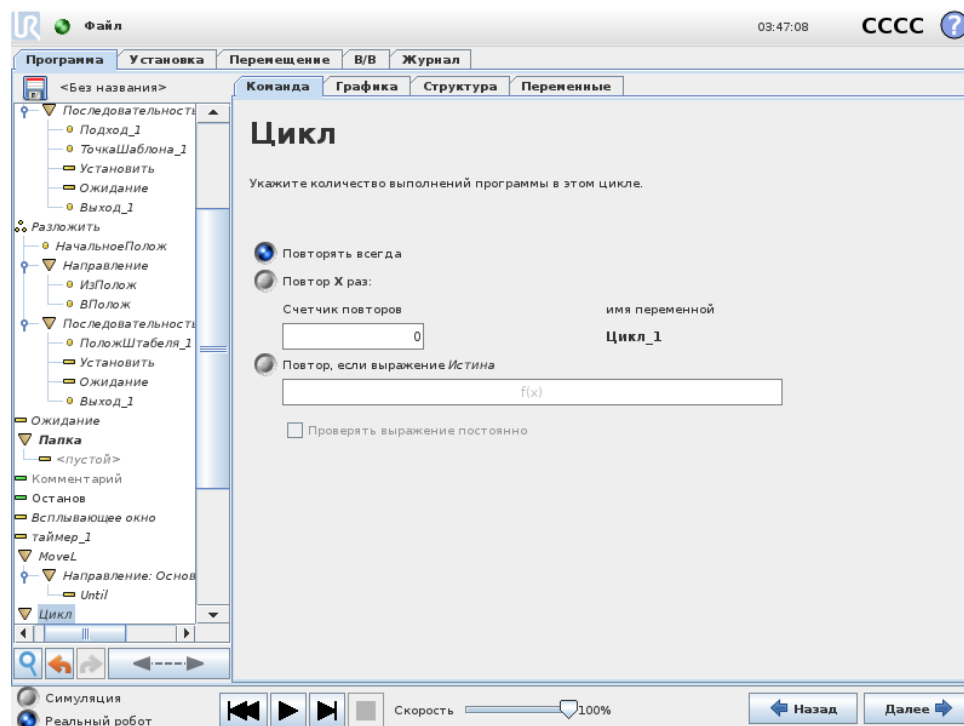 UR Файл 03:47:08 CCCC ?
Программа Установка Перемещение В/В Журнал
<Без названия>
Команда Графика Структура Переменные
Последовательность
Подход_1
ТочкаШаблона_1
Установить
Ожидание
Выход_1
Разложить
НачальноеПолож
Направление
ИзПолож
ВПолож
Последовательность
ПоложШтабеля_1
Установить
Ожидание
Выход_1
Ожидание
Папка
<пустой>
Комментарий
Останов
Всплывающее окно
таймер_1
MoveL
Направление: Основ
Until
Цикл
Цикл
Укажите количество выполнений программы в этом цикле.
Повторять всегда
Повтор X раз:
Счетчик повторов имя переменной
0 Цикл_1
Повтор, если выражение Истина
f(x)
Проверять выражение постоянно
Симуляция
Реальный робот
Скорость 100%
Назад Далее